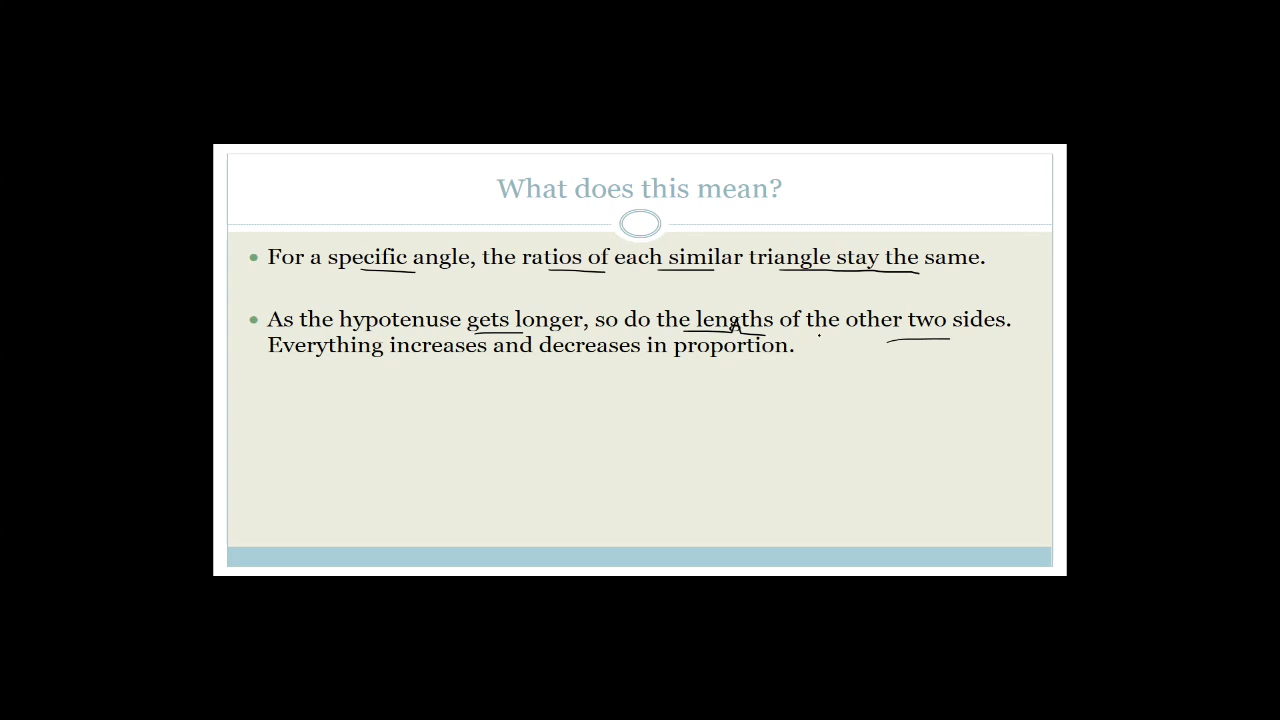 What does this mean?
For a specific angle, the ratios of each similar triangle stay the same.
As the hypotenuse gets longer, so do the lengths of the other two sides.
Everything increases and decreases in proportion.